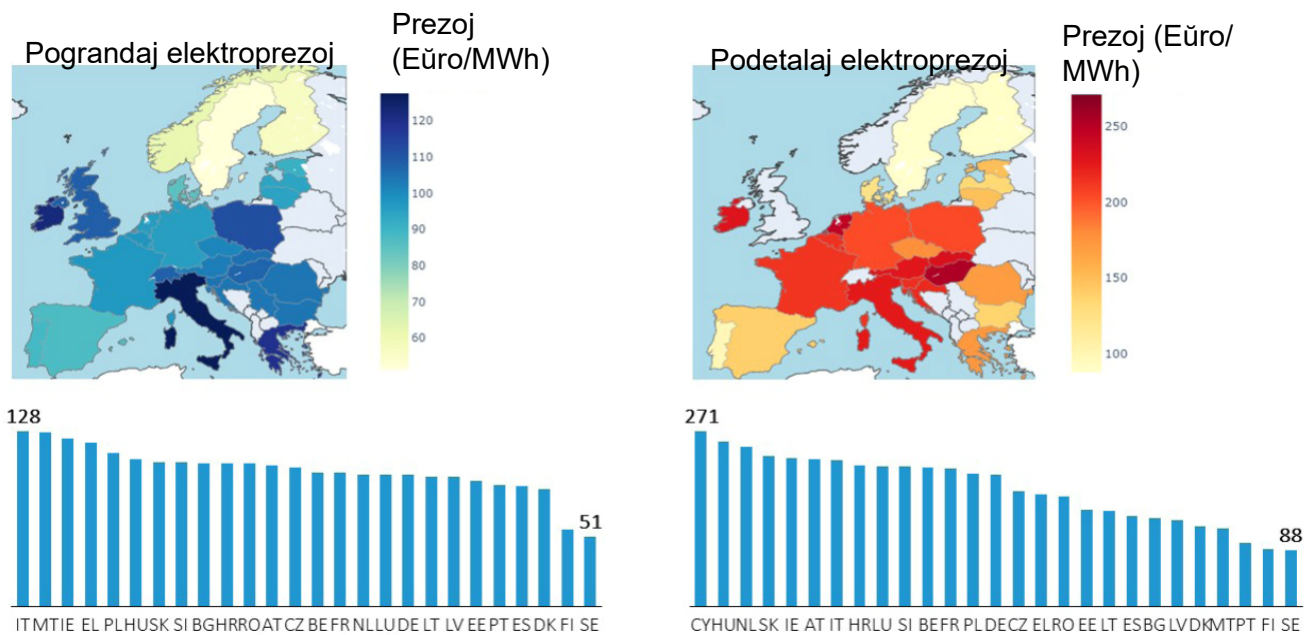 Pograndaj elektroprezoj
Prezoj
(Eŭro/MWh)
120
110
100
90
80
70
60
128
51
IT MT IE EL PL HU SK SI BG HR RO AT CZ BE FR NL LU DE LT LV EE PT ES DK FI SE
Podetalaj elektroprezoj
Prezoj (Eŭro/
MWh)
250
200
150
100
271
88
CY HU NL SK IE AT IT HR LU SI BE FR PL DE CZ EL RO EE LT ES BG LV DK MT PT FI SE